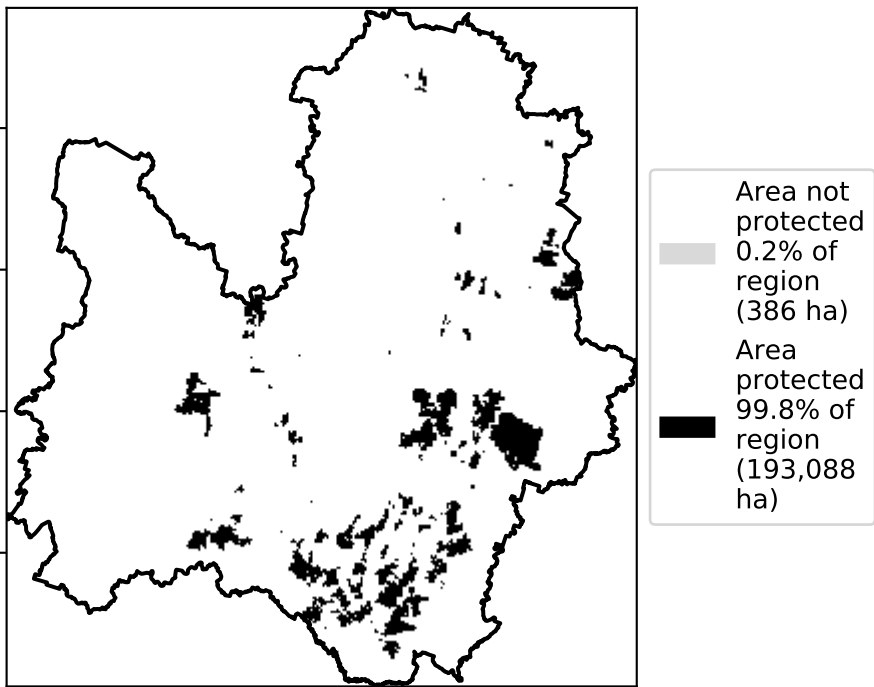 Area not
protected
0.2% of
region
(386 ha)
Area
protected
99.8% of
region
(193,088
ha)